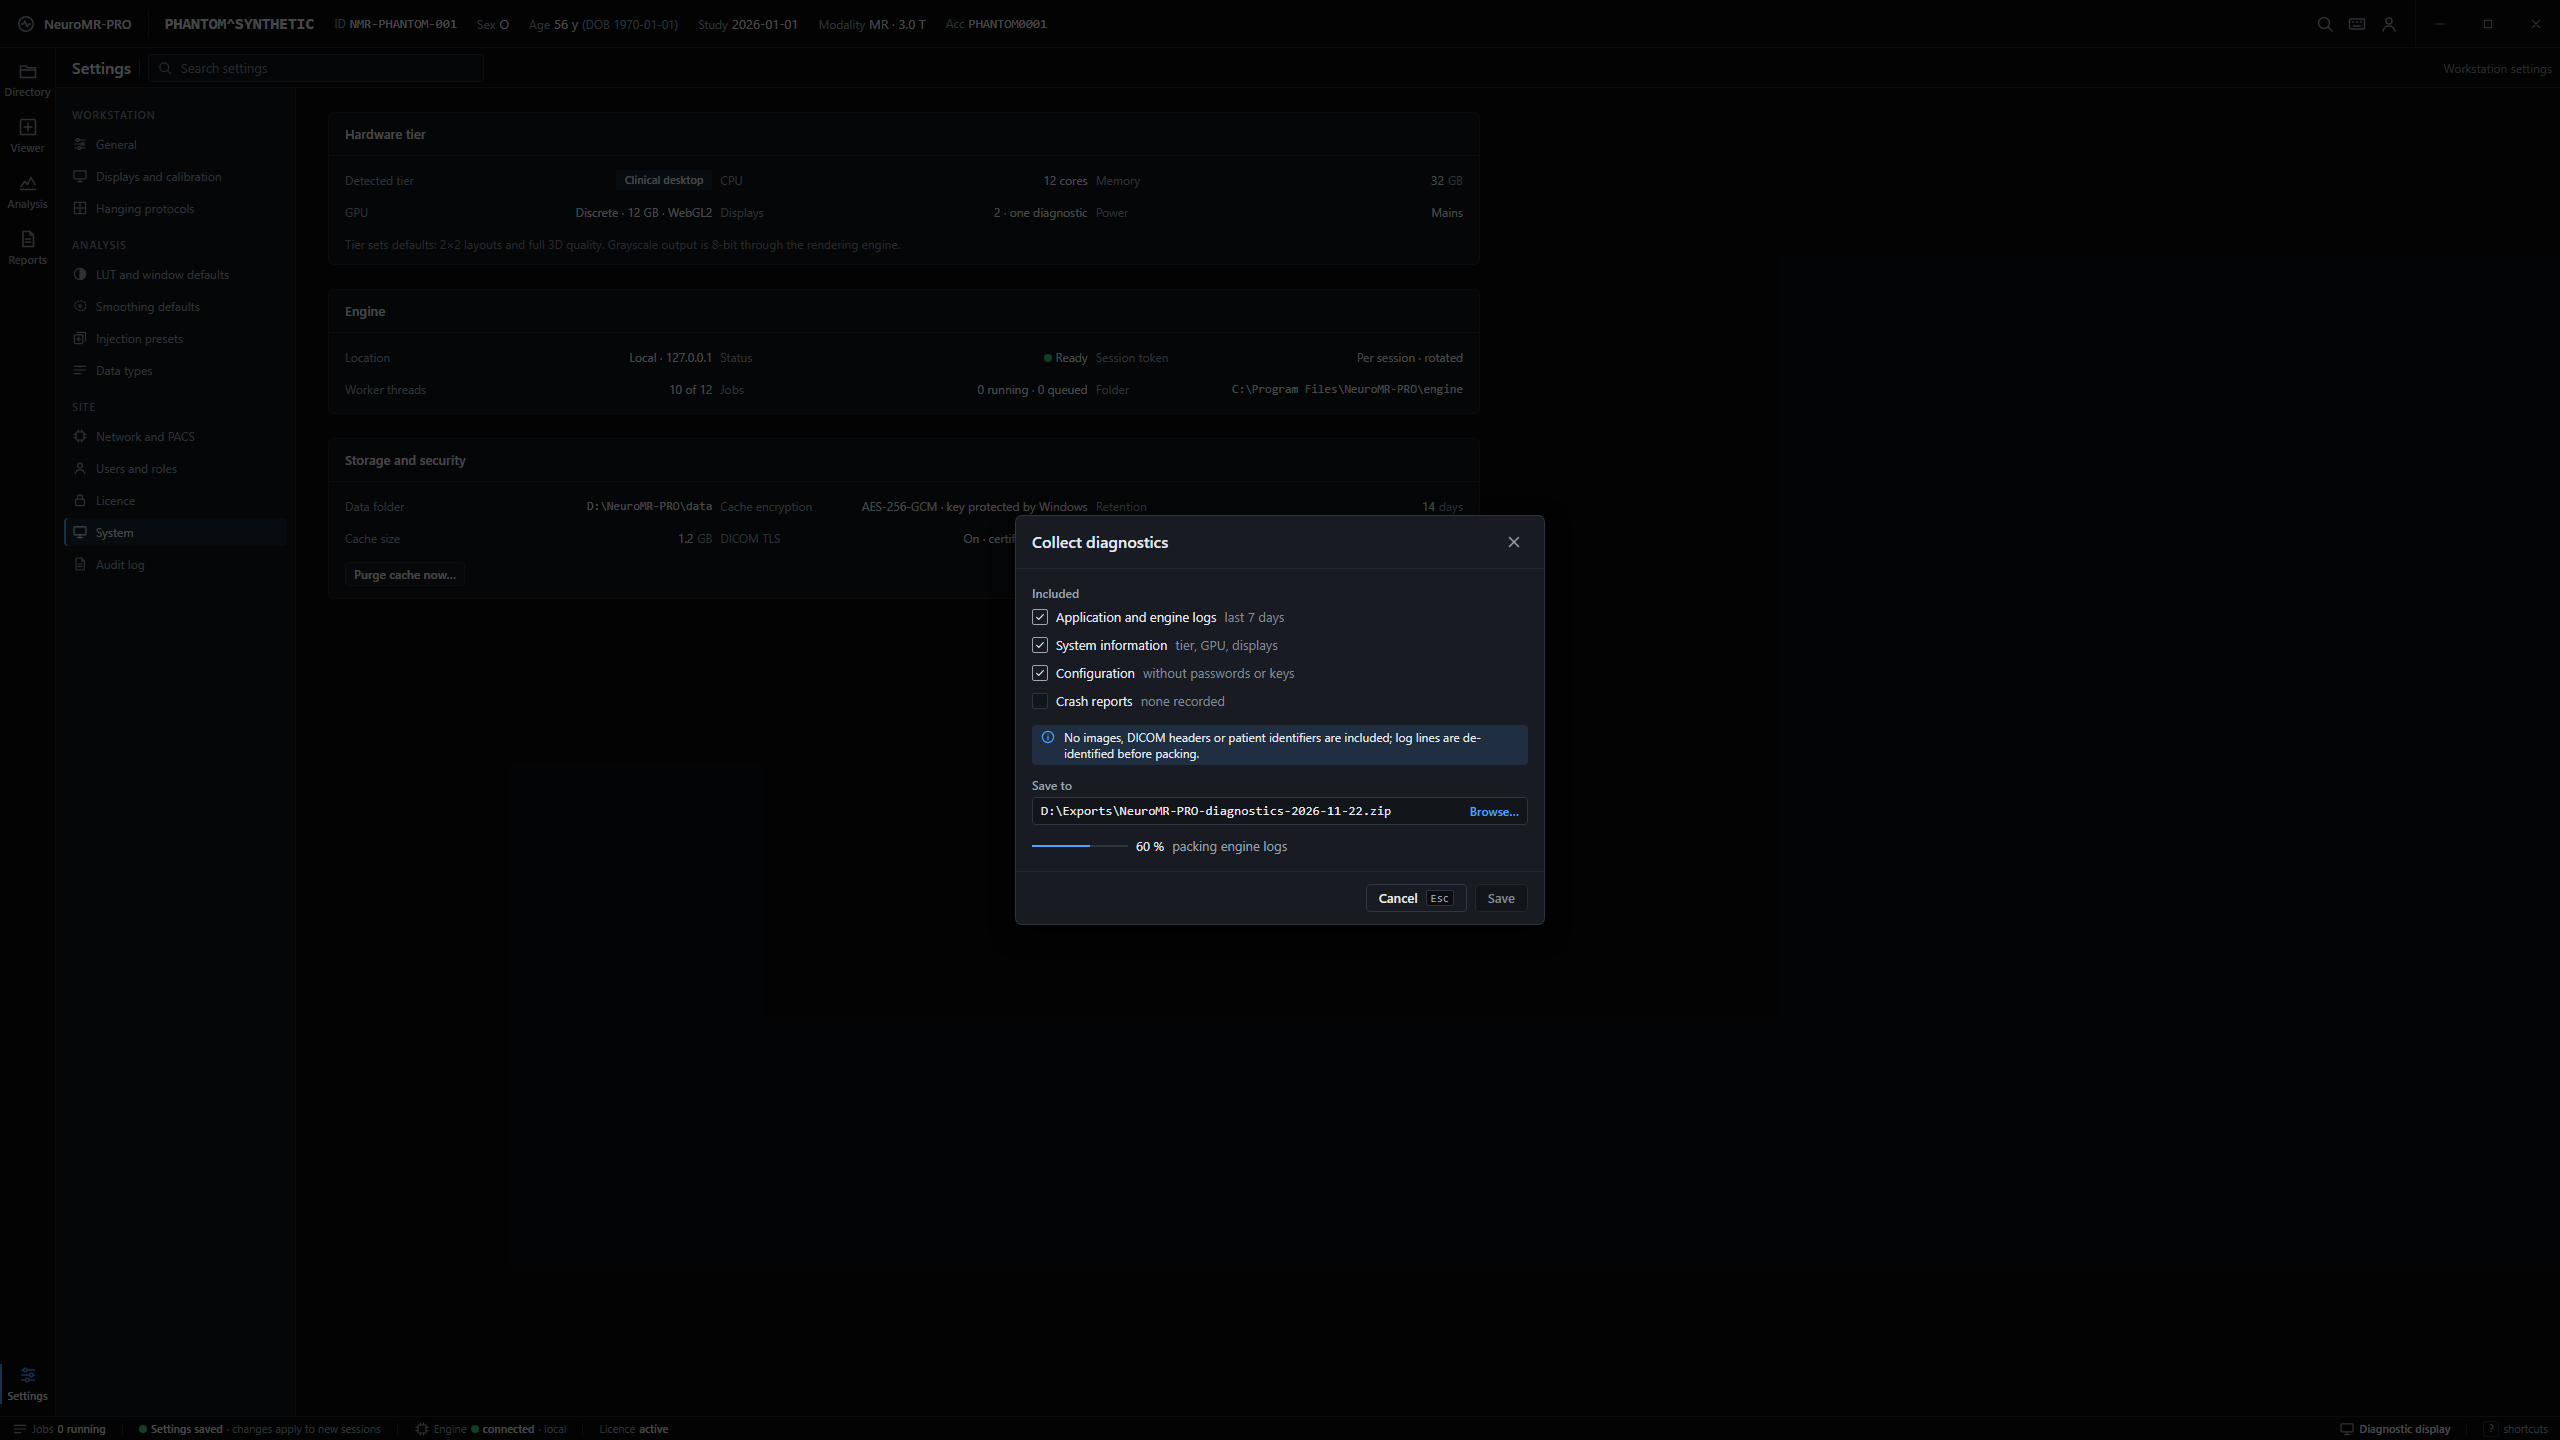 NeuroMR-PRO
PHANTOM^SYNTHETIC ID NMR-PHANTOM-001 Sex O Age 56 y (DOB 1970-01-01) Study 2026-01-01 Modality MR · 3.0 T Acc PHANTOM0001
Directory
Viewer
Analysis
Reports
Settings
Settings
Search settings
Workstation settings
WORKSTATION
General
Displays and calibration
Hanging protocols
ANALYSIS
LUT and window defaults
Smoothing defaults
Injection presets
Data types
SITE
Network and PACS
Users and roles
Licence
System
Audit log
Hardware tier
Detected tier Clinical desktop CPU 12 cores Memory 32 GB
GPU Discrete · 12 GB · WebGL2 Displays 2 · one diagnostic Power Mains
Tier sets defaults: 2×2 layouts and full 3D quality. Grayscale output is 8-bit through the rendering engine.
Engine
Location Local · 127.0.0.1 Status Ready Session token Per session · rotated
Worker threads 10 of 12 Jobs 0 running · 0 queued Folder C:\Program Files\NeuroMR-PRO\engine
Storage and security
Data folder D:\NeuroMR-PRO\data Cache encryption AES-256-GCM · key protected by Windows Retention 14 days
Cache size 1.2 GB DICOM TLS On · certif
Purge cache now...
Collect diagnostics
Included
Application and engine logs last 7 days
System information tier, GPU, displays
Configuration without passwords or keys
Crash reports none recorded
No images, DICOM headers or patient identifiers are included; log lines are de-
identified before packing.
Save to
D:\Exports\NeuroMR-PRO-diagnostics-2026-11-22.zip Browse...
60 % packing engine logs
Cancel Esc Save
Jobs 0 running Settings saved · changes apply to new sessions Engine connected · local Licence active Diagnostic display ? shortcuts